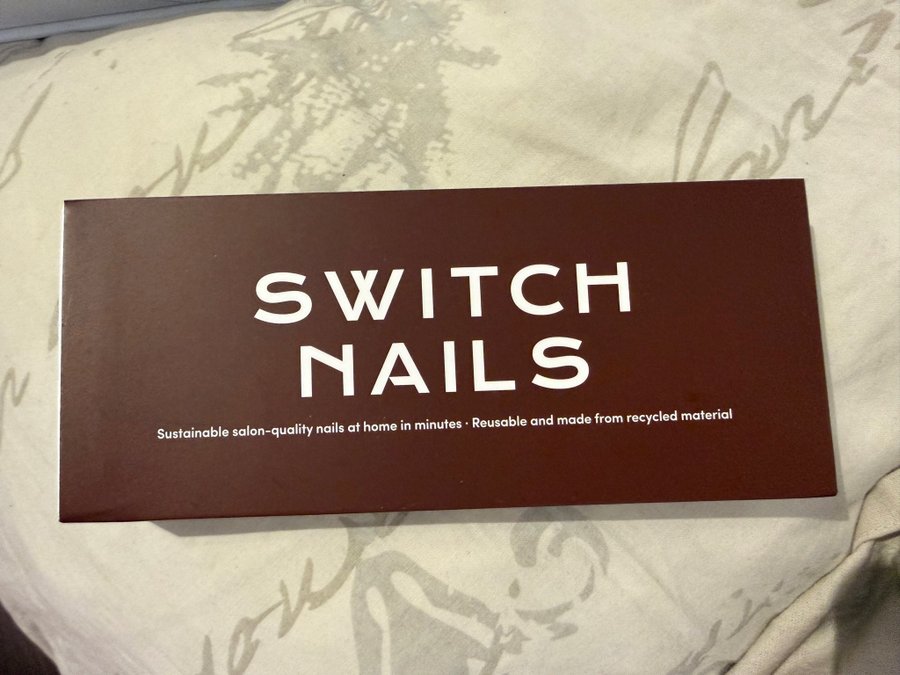 SWITCH
NAILS
Sustainable salon-quality nails at home in minutes · Reusable and made from recycled material